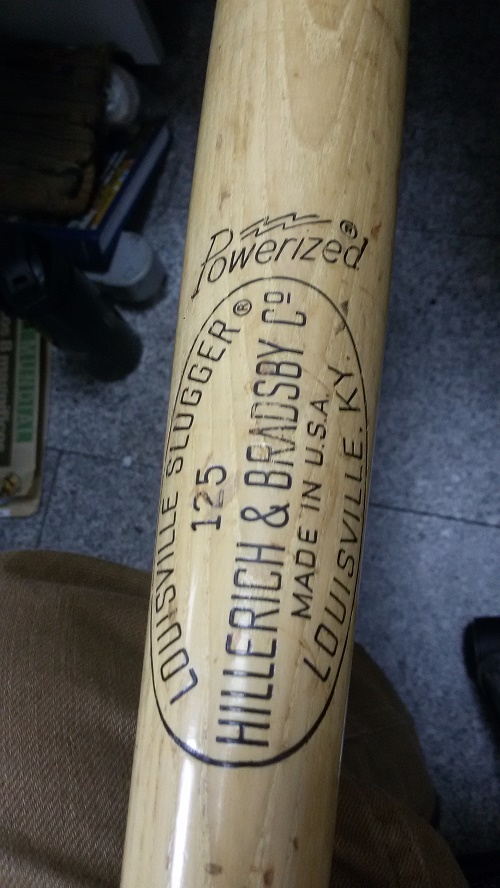 Powerized®
LOUISVILLE SLUGGER®
125
HILLERICH & BRADSBY Cº
MADE IN U.S.A.
LOUISVILLE. KY.